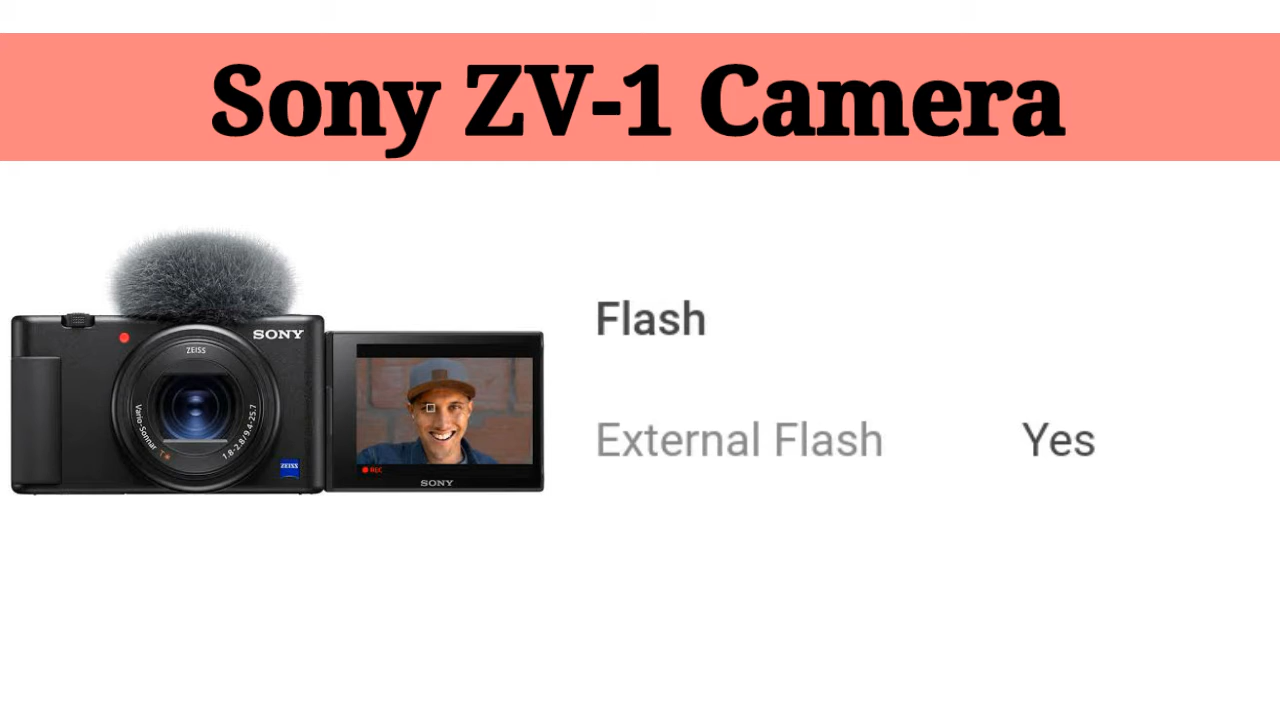 Sony ZV-1 Camera
SONY
ZEISS
Vario-Sonnar T*
1.8-2.8/9.4-25.7
ZEISS
REC
SONY
Flash
External Flash Yes